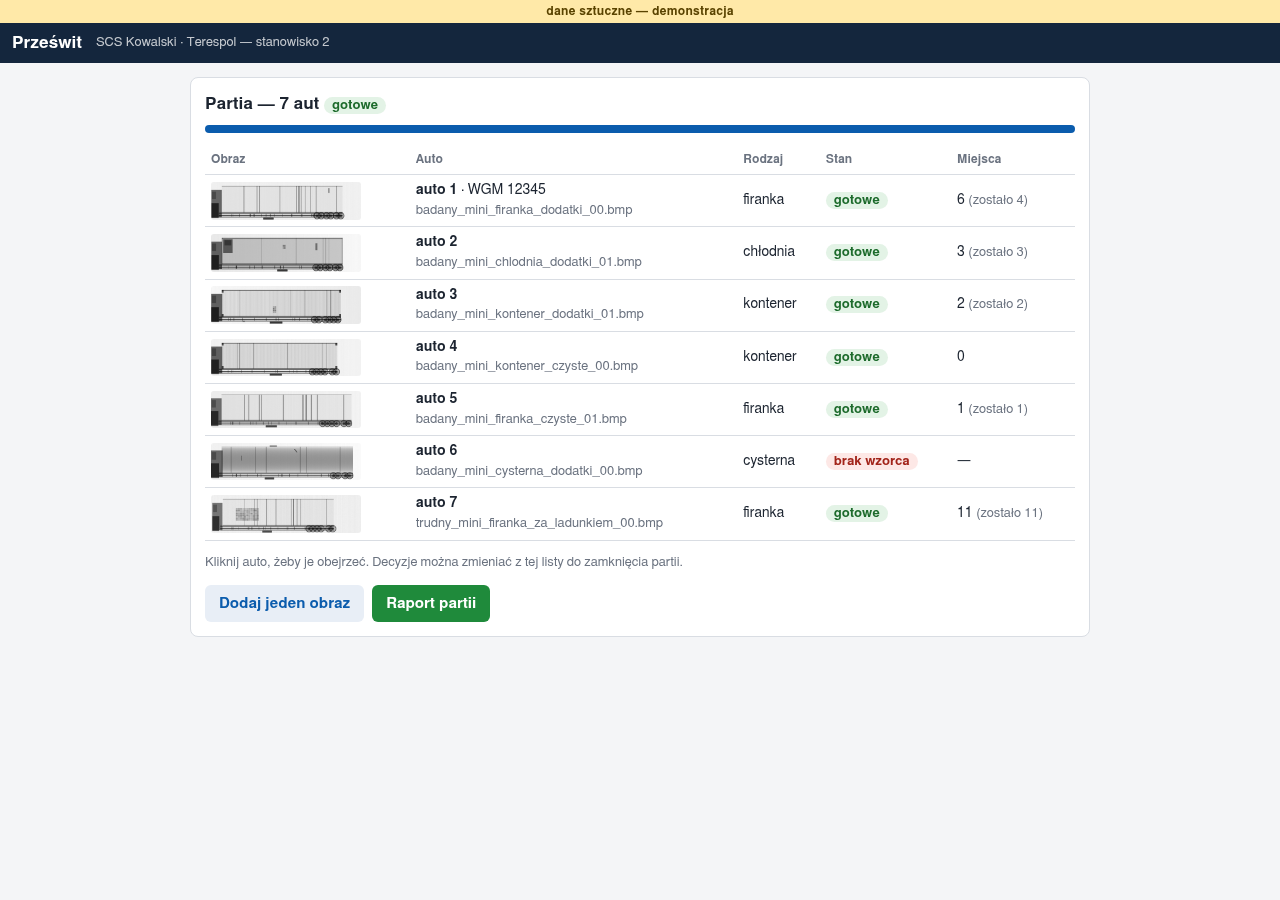 dane sztuczne — demonstracja
Prześwit SCS Kowalski · Terespol — stanowisko 2
Partia — 7 aut gotowe
Obraz Auto Rodzaj Stan Miejsca
auto 1 · WGM 12345
badany_mini_firanka_dodatki_00.bmp
firanka gotowe 6 (zostało 4)
auto 2
badany_mini_chlodnia_dodatki_01.bmp
chłodnia gotowe 3 (zostało 3)
auto 3
badany_mini_kontener_dodatki_01.bmp
kontener gotowe 2 (zostało 2)
auto 4
badany_mini_kontener_czyste_00.bmp
kontener gotowe 0
auto 5
badany_mini_firanka_czyste_01.bmp
firanka gotowe 1 (zostało 1)
auto 6
badany_mini_cysterna_dodatki_00.bmp
cysterna brak wzorca —
auto 7
trudny_mini_firanka_za_ladunkiem_00.bmp
firanka gotowe 11 (zostało 11)
Kliknij auto, żeby je obejrzeć. Decyzje można zmieniać z tej listy do zamknięcia partii.
Dodaj jeden obraz Raport partii